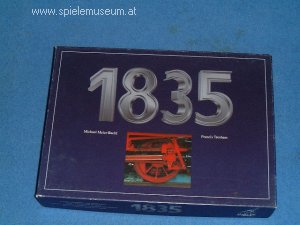 www.spielemuseum.at
1835
Michael Meier-Bachl
Francis Tresham
1835